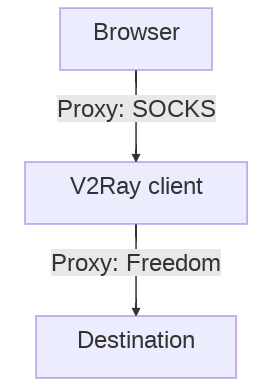 Browser
Proxy: SOCKS
V2Ray client
Proxy: Freedom
Destination